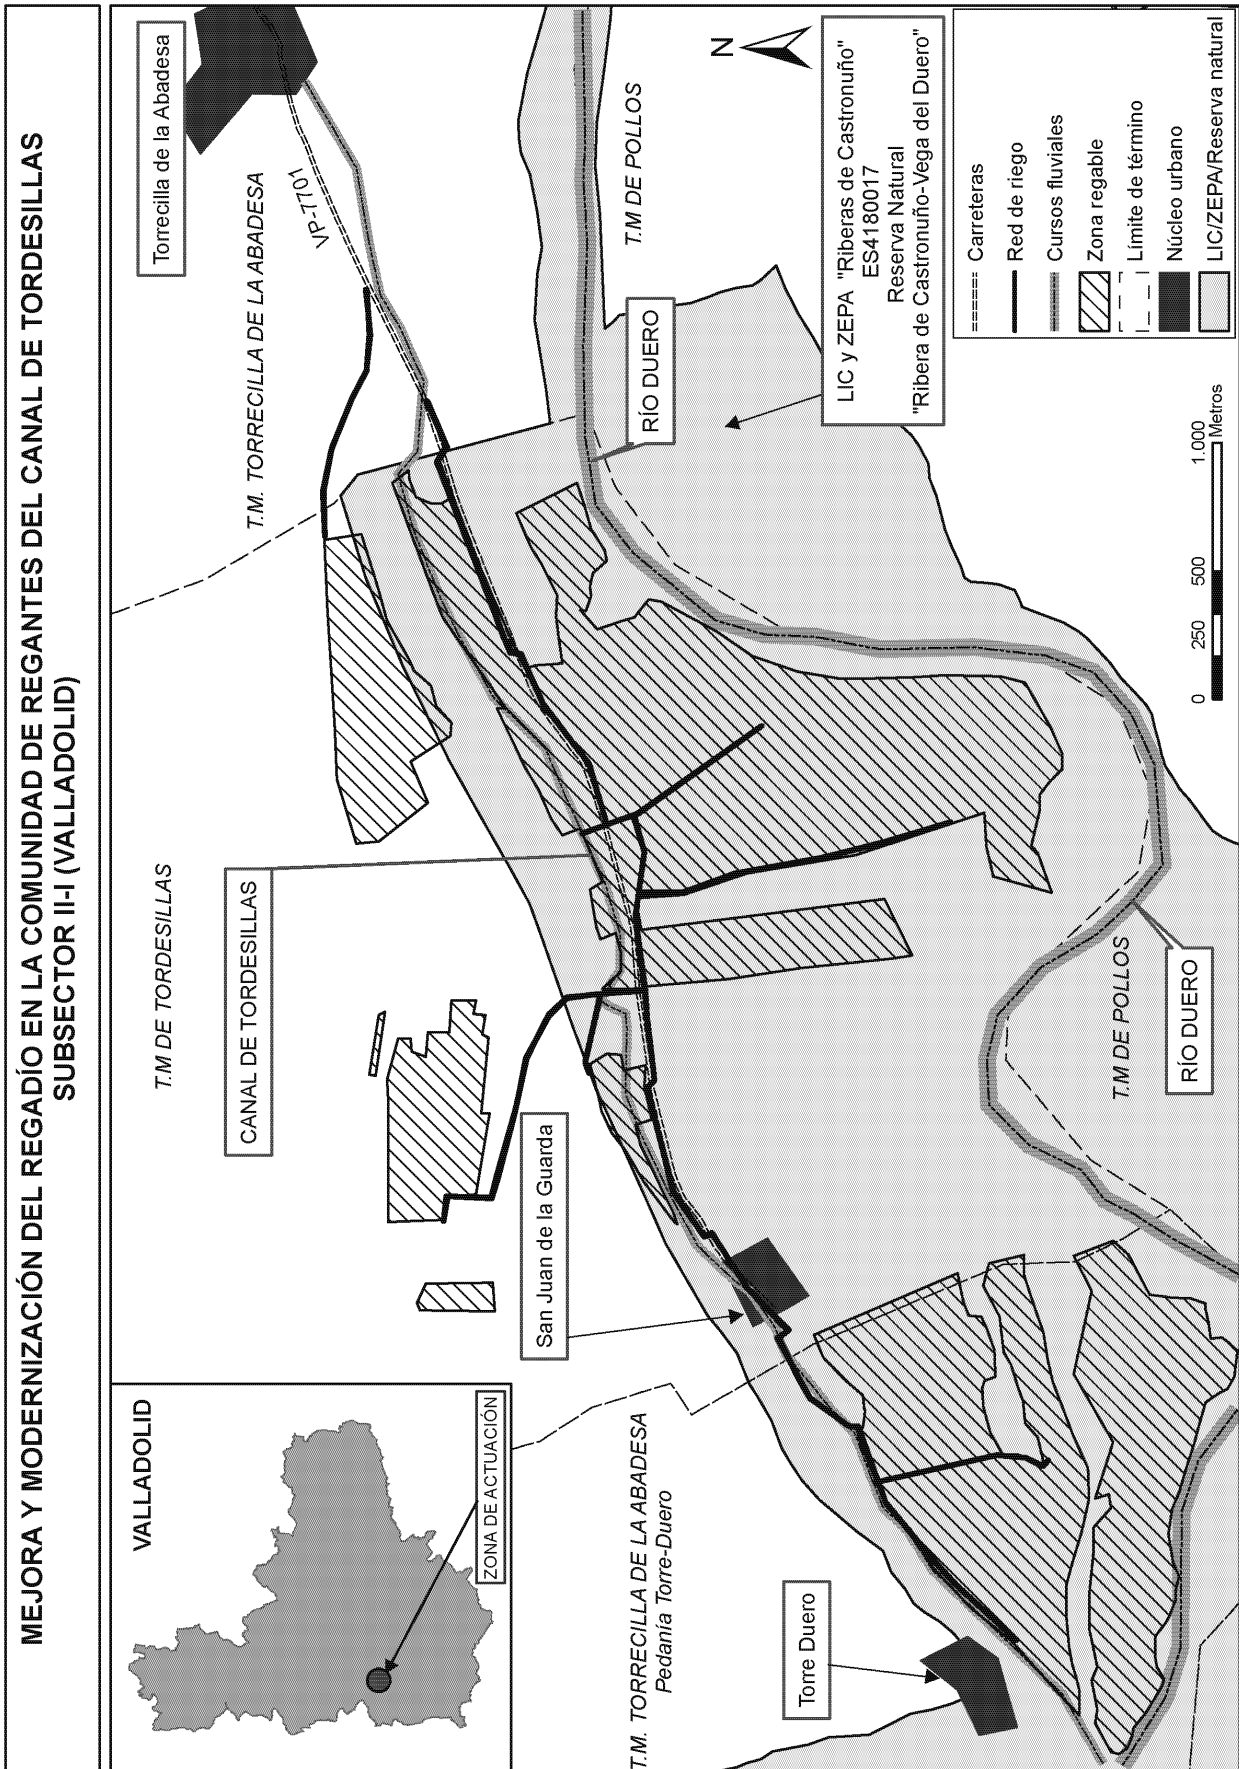 MEJORA Y MODERNIZACIÓN DEL REGADÍO EN LA COMUNIDAD DE REGANTES DEL CANAL DE TORDESILLAS
SUBSECTOR II-I (VALLADOLID)
VALLADOLID
ZONA DE ACTUACIÓN
T.M DE TORDESILLAS
CANAL DE TORDESILLAS
T.M. TORRECILLA DE LA ABADESA
Torrecilla de la Abadesa
VP-7701
San Juan de la Guarda
T.M. TORRECILLA DE LA ABADESA
Pedanía Torre-Duero
Torre Duero
T.M DE POLLOS
RÍO DUERO
N
T.M DE POLLOS
RÍO DUERO
LIC y ZEPA "Riberas de Castronuño"
ES4180017
Reserva Natural
"Ribera de Castronuño-Vega del Duero"
Carreteras
Red de riego
Cursos fluviales
Zona regable
Límite de término
Núcleo urbano
LIC/ZEPA/Reserva natural
0 250 500 1.000
Metros